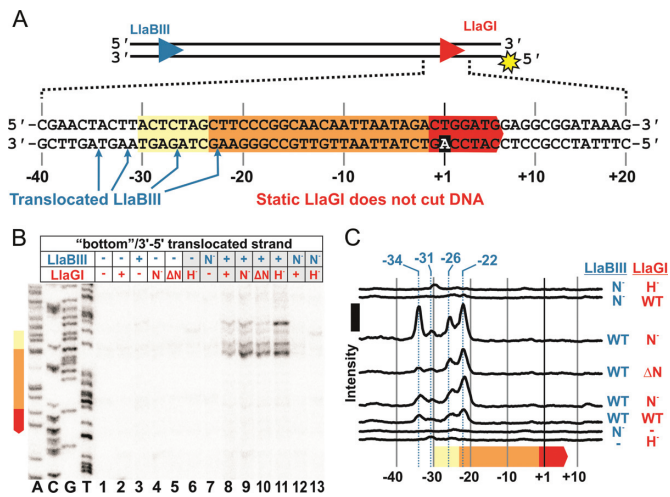 A
LlaBIII
LlaGI
5′ 3′
3′ 5′
5′-CGAACTACTTACTCTAGCTTCCCGGCAACAATTAATAGACTGGATGGAGGCGGATAAAG-3′
3′-GCTTGATGAATGAGATCGAAGGGCCGTTGTTAATTATCTGACCTACCTCCGCCTATTTC-5′
-40 -30 -20 -10 +1 +10 +20
Translocated LlaBIII
Static LlaGI does not cut DNA
B
"bottom"/3'-5' translocated strand
LlaBIII - - + - - - N- + + + + N- N-
LlaGI - + - N- ΔN H- - + N- ΔN H- + H-
A C G T 1 2 3 4 5 6 7 8 9 10 11 12 13
C
-34 -31 -26 -22
LlaBIII LlaGI
N- H-
N- WT
WT N-
WT ΔN
WT N-
WT WT
N- -
- H-
Intensity
-40 -30 -20 -10 +1 +10